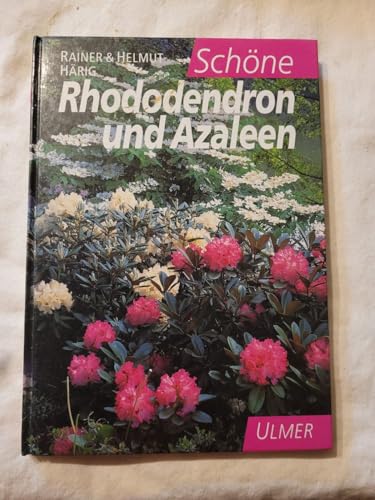 RAINER & HELMUT
HÄRIG
Schöne
Rhododendron
und Azaleen
ULMER